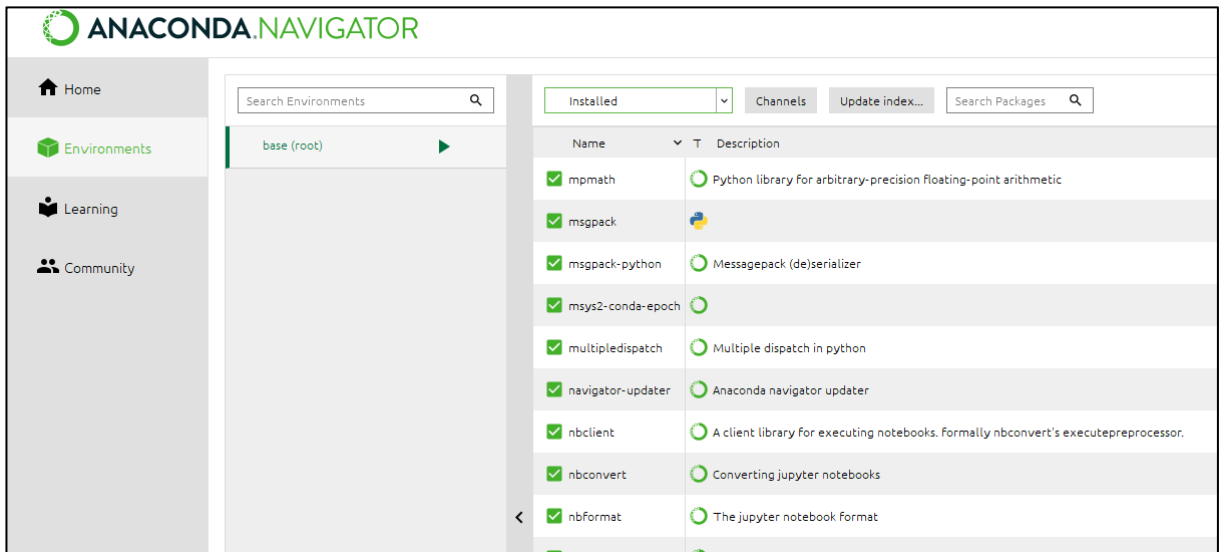 ANACONDA.NAVIGATOR
Home
Environments
Learning
Community
Search Environments
base (root)
Installed
Channels
Update index...
Search Packages
Name T Description
mpmath Python library for arbitrary-precision floating-point arithmetic
msgpack
msgpack-python Messagepack (de)serializer
msys2-conda-epoch
multipledispatch Multiple dispatch in python
navigator-updater Anaconda navigator updater
nbclient A client library for executing notebooks. formally nbconvert's executepreprocessor.
nbconvert Converting jupyter notebooks
nbformat The jupyter notebook format